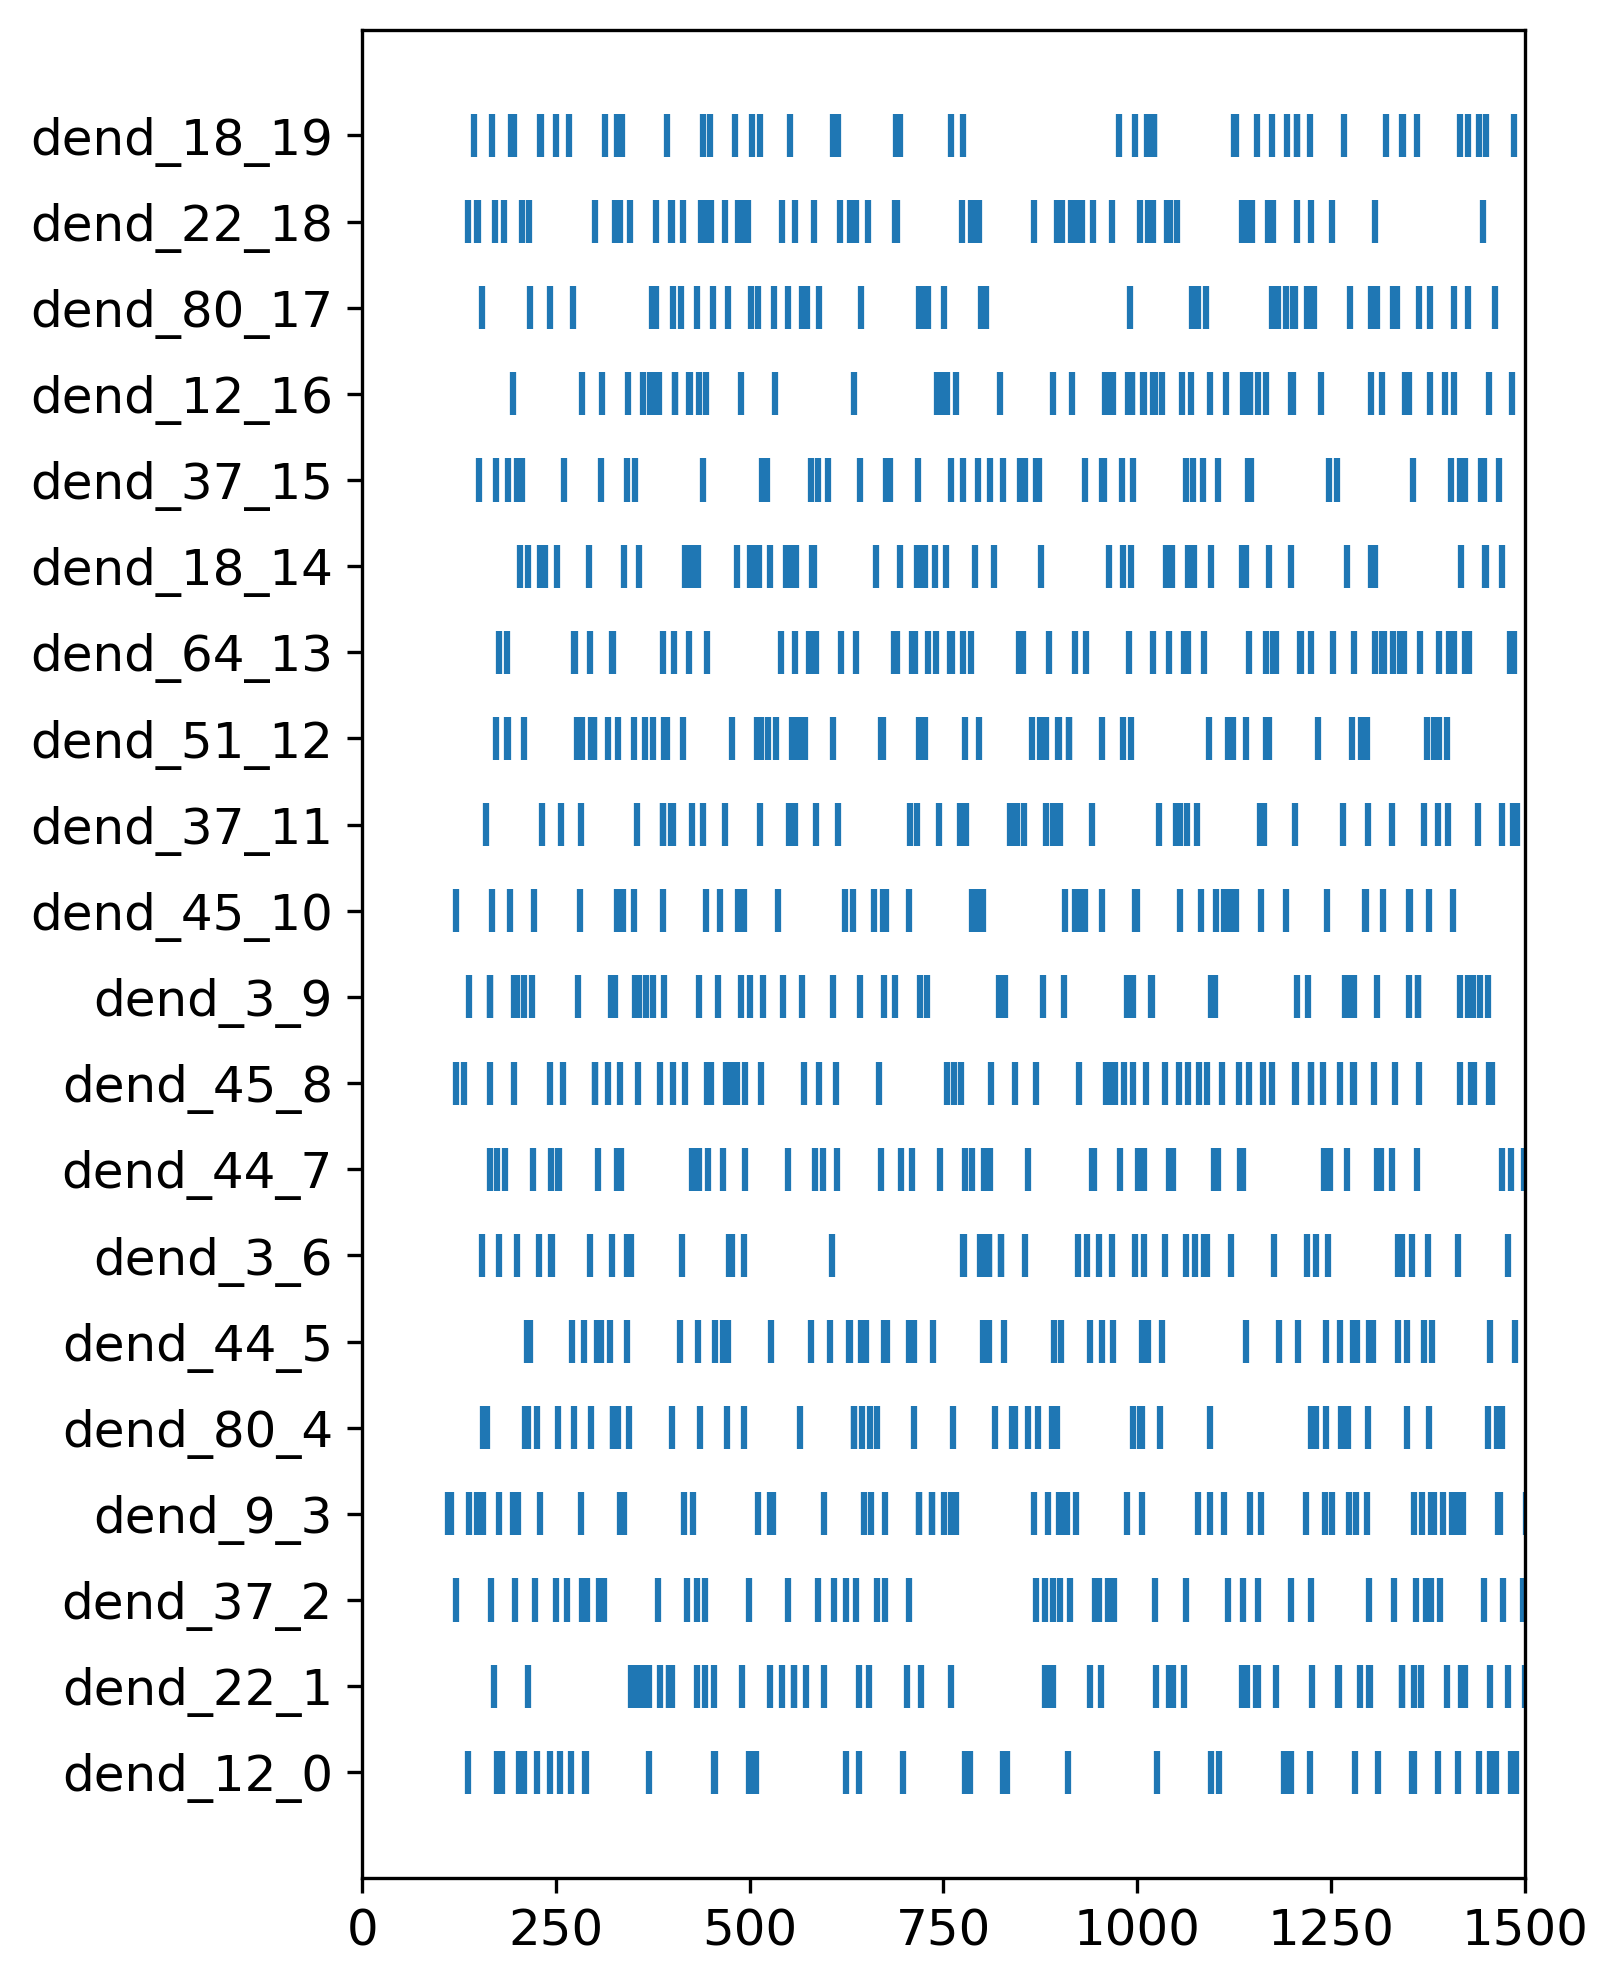 dend_18_19
dend_22_18
dend_80_17
dend_12_16
dend_37_15
dend_18_14
dend_64_13
dend_51_12
dend_37_11
dend_45_10
dend_3_9
dend_45_8
dend_44_7
dend_3_6
dend_44_5
dend_80_4
dend_9_3
dend_37_2
dend_22_1
dend_12_0
0 250 500 750 1000 1250 1500